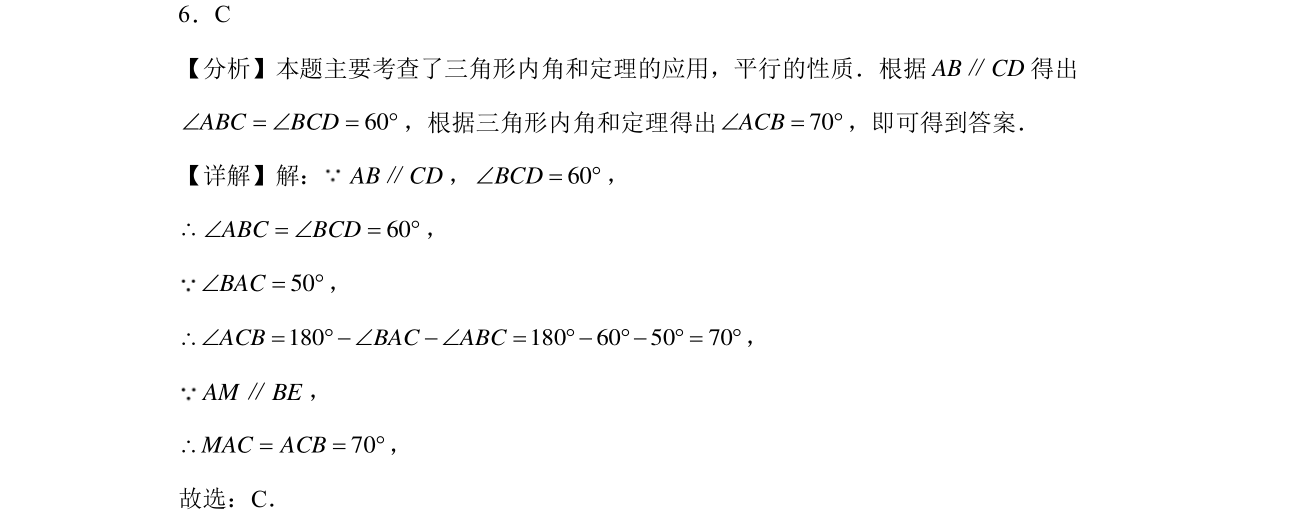 6．C
【分析】本题主要考查了三角形内角和定理的应用，平行的性质．根据 AB∥CD 得出
∠ABC=∠BCD=60°，根据三角形内角和定理得出∠ACB=70°，即可得到答案．
【详解】解：∵ AB∥CD，∠BCD=60°，
∴∠ABC=∠BCD=60°，
∵∠BAC=50°，
∴∠ACB=180°−∠BAC−∠ABC=180°−60°−50°=70°，
∵AM∥BE，
∴MAC=ACB=70°，
故选：C．